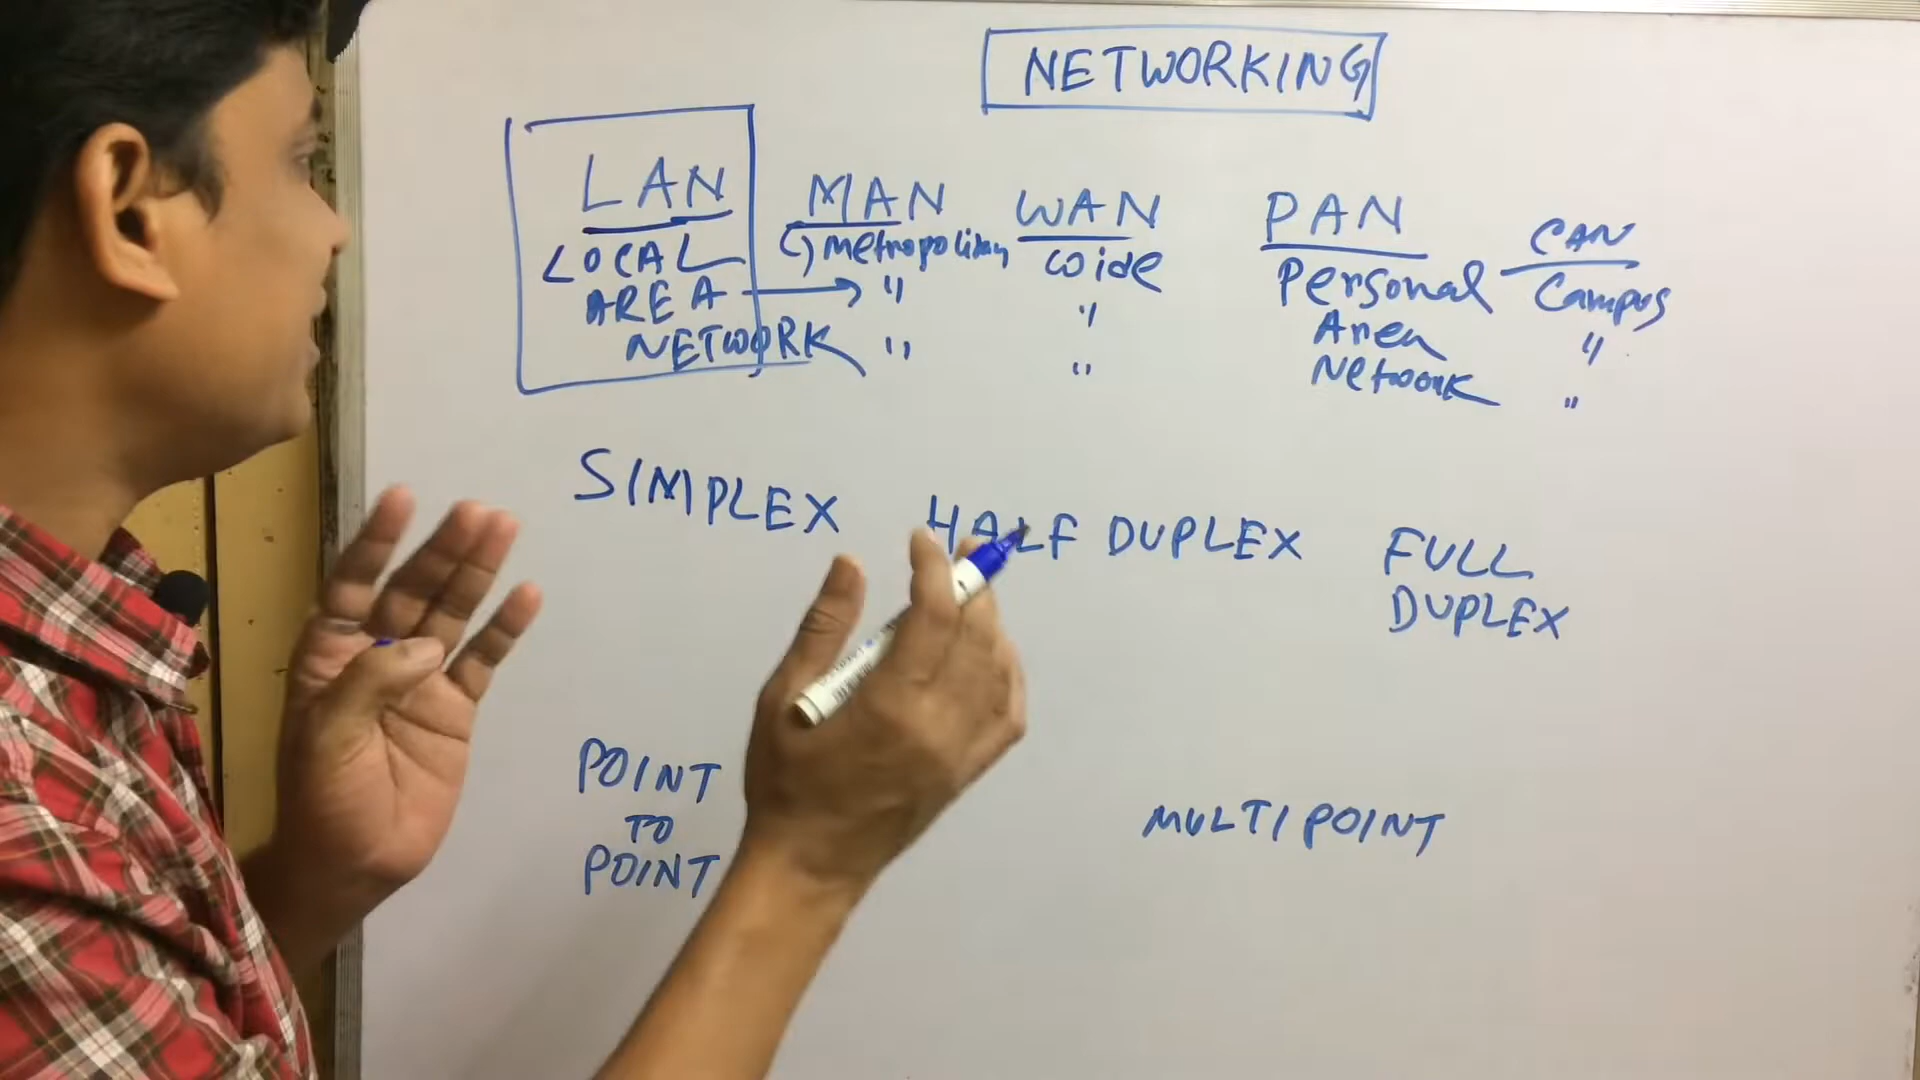 NETWORKING
LAN MAN WAN PAN CAN
LOCAL Metropolitan Wide Personal Campus
AREA → " " Area "
NETWORK " " Network "
SIMPLEX HALF DUPLEX FULL
DUPLEX
POINT
TO
POINT
MULTIPOINT